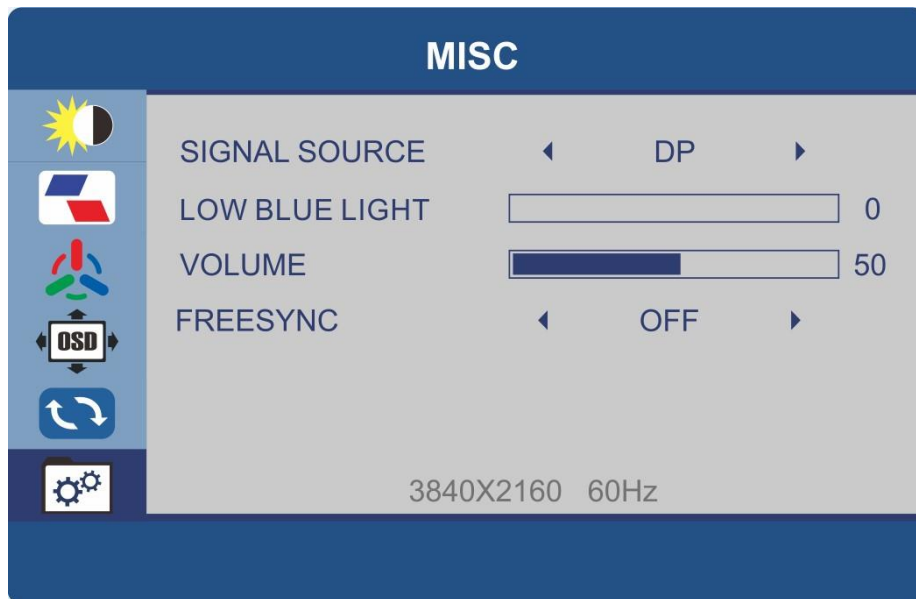 MISC
SIGNAL SOURCE DP
LOW BLUE LIGHT 0
VOLUME 50
FREESYNC OFF
OSD
3840X2160 60Hz